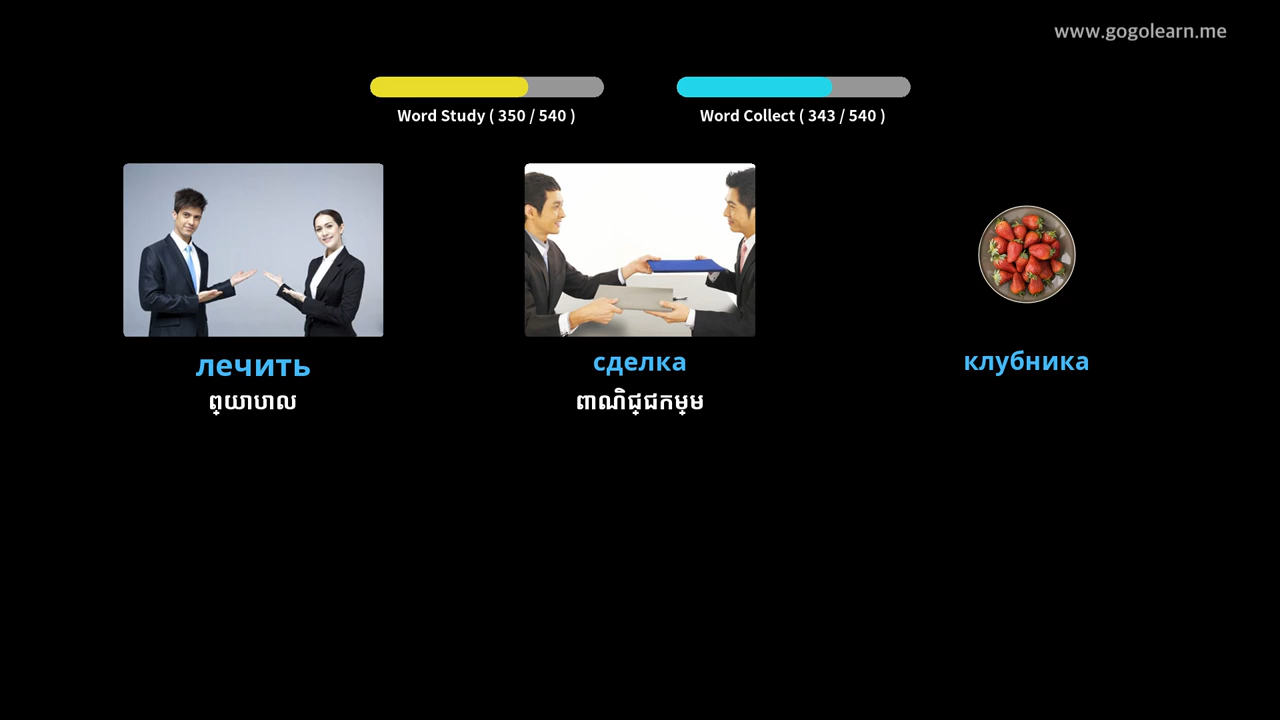 www.gogolearn.me
Word Study ( 350 / 540 )
Word Collect ( 343 / 540 )
лечить
сделка
клубника
ព្យាបាល
ពាណិជ្ជកម្ម